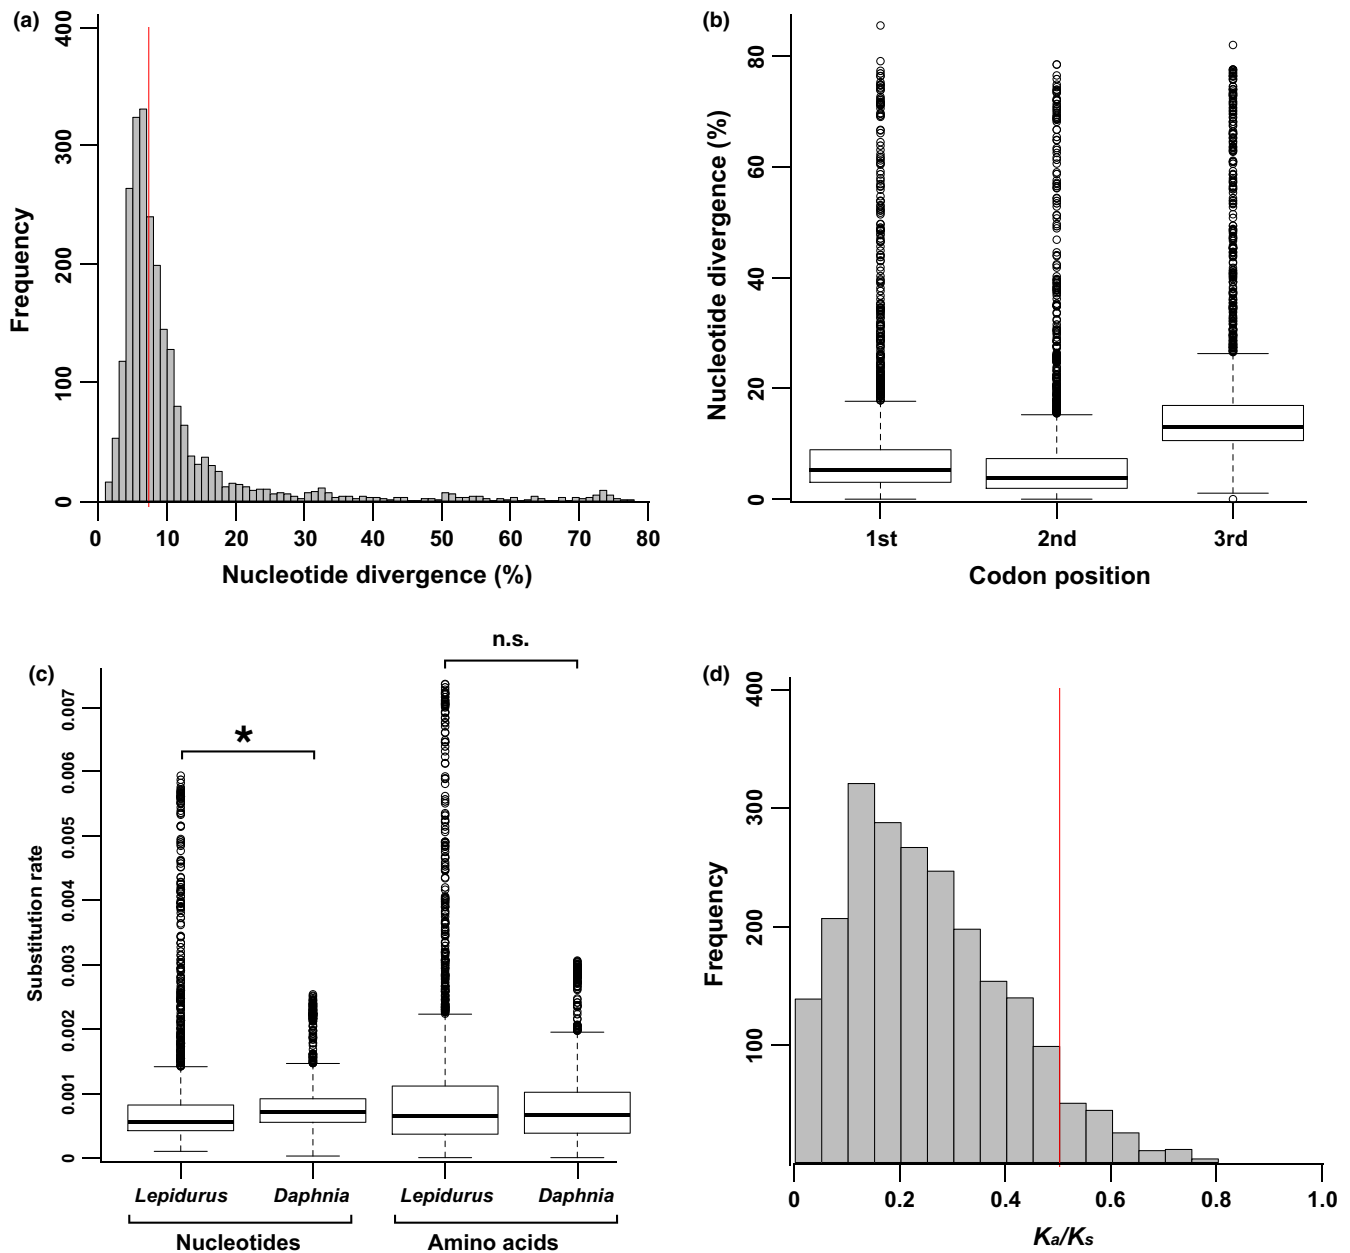 (a)
400
300
200
100
0
Frequency
0 10 20 30 40 50 60 70 80
Nucleotide divergence (%)
(b)
80
60
40
20
0
Nucleotide divergence (%)
1st 2nd 3rd
Codon position
(c)
n.s.
*
0.007
0.006
0.005
0.004
0.003
0.002
0.001
0
Substitution rate
Lepidurus Daphnia Lepidurus Daphnia
Nucleotides Amino acids
(d)
400
300
200
100
Frequency
0 0.2 0.4 0.6 0.8 1.0
Ka/Ks